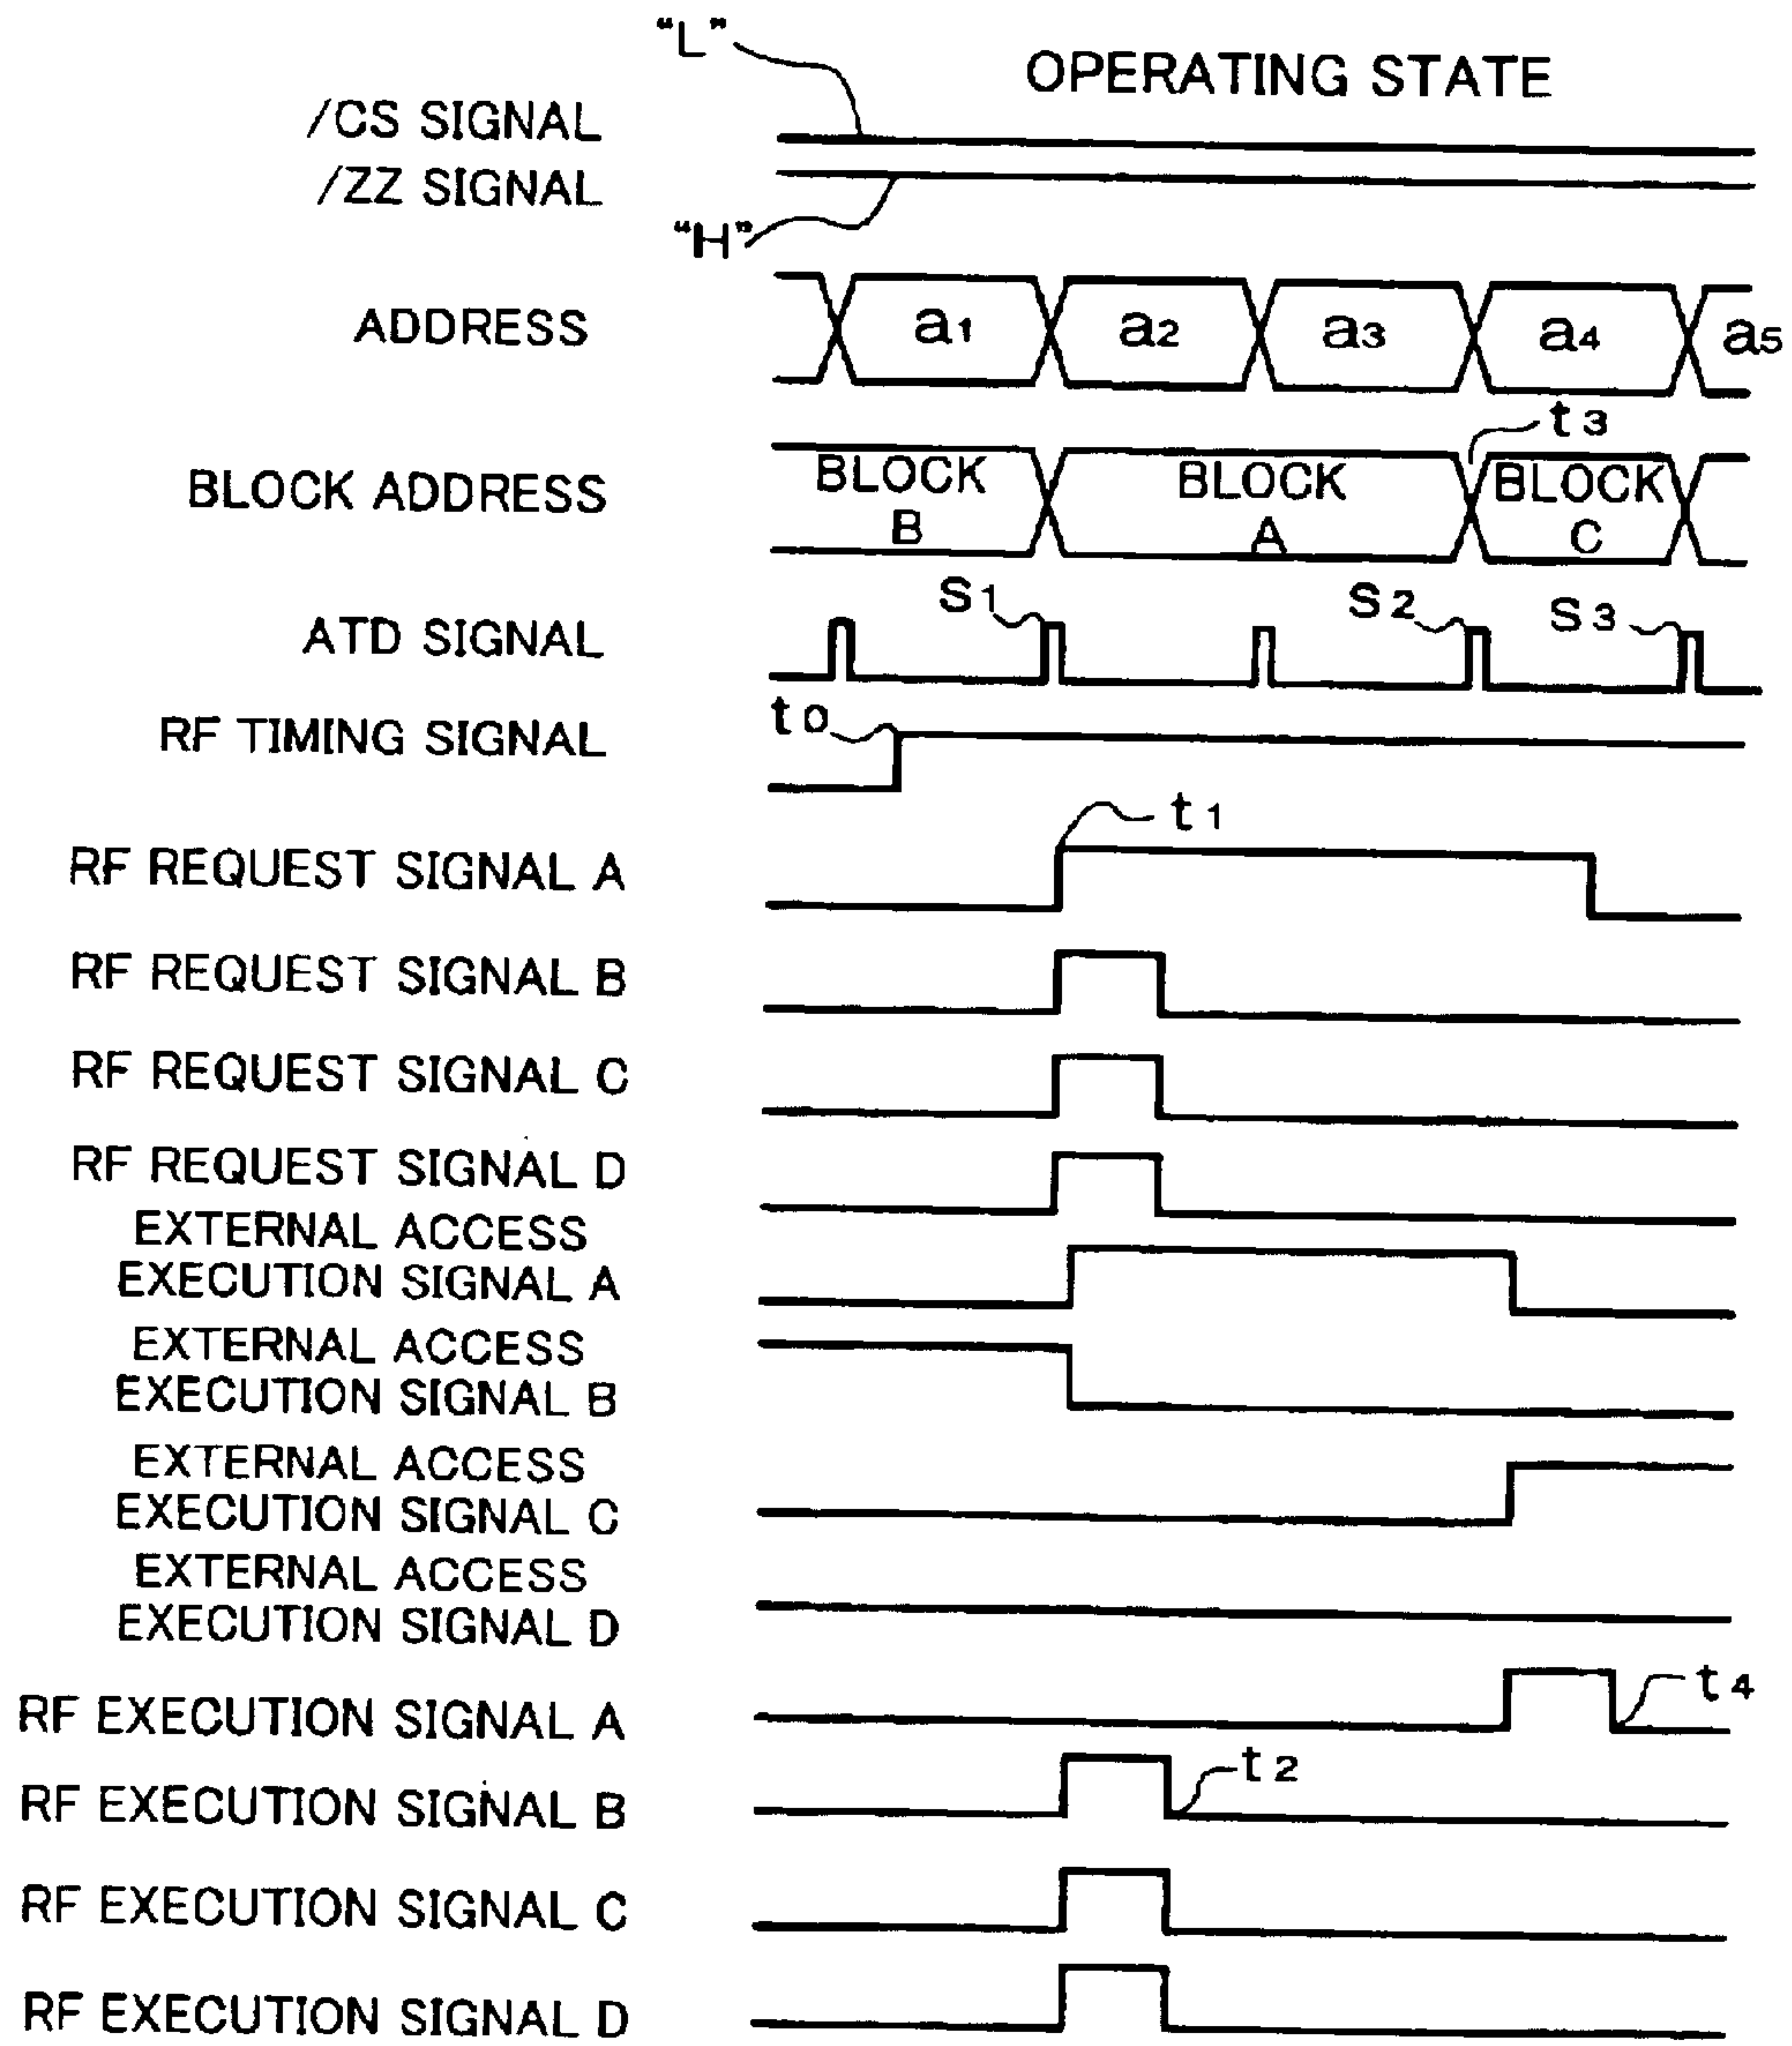 “L”
OPERATING STATE
/CS SIGNAL
/ZZ SIGNAL
“H”
ADDRESS
a1 a2 a3 a4 a5
t3
BLOCK ADDRESS
BLOCK B
BLOCK A
BLOCK C
S1 S2 S3
ATD SIGNAL
t0
RF TIMING SIGNAL
t1
RF REQUEST SIGNAL A
RF REQUEST SIGNAL B
RF REQUEST SIGNAL C
RF REQUEST SIGNAL D
EXTERNAL ACCESS
EXECUTION SIGNAL A
EXTERNAL ACCESS
EXECUTION SIGNAL B
EXTERNAL ACCESS
EXECUTION SIGNAL C
EXTERNAL ACCESS
EXECUTION SIGNAL D
t4
RF EXECUTION SIGNAL A
t2
RF EXECUTION SIGNAL B
RF EXECUTION SIGNAL C
RF EXECUTION SIGNAL D